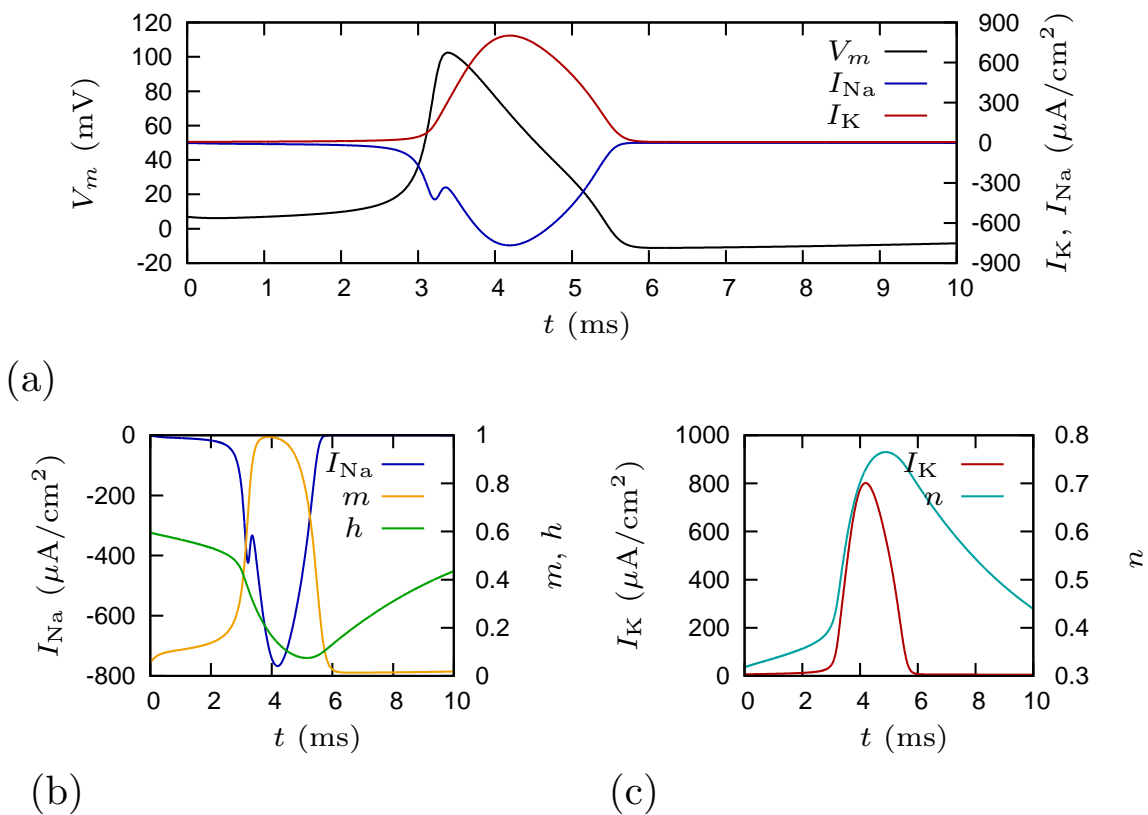 120
100
80
60
40
20
0
-20
V_m (mV)
900
600
300
0
-300
-600
-900
I_K, I_Na (μA/cm²)
V_m
I_Na
I_K
0 1 2 3 4 5 6 7 8 9 10
t (ms)
(a)
0
-200
-400
-600
-800
I_Na (μA/cm²)
1
0.8
0.6
0.4
0.2
0
m, h
I_Na
m
h
0 2 4 6 8 10
t (ms)
(b)
1000
800
600
400
200
0
I_K (μA/cm²)
0.8
0.7
0.6
0.5
0.4
0.3
n
I_K
n
0 2 4 6 8 10
t (ms)
(c)